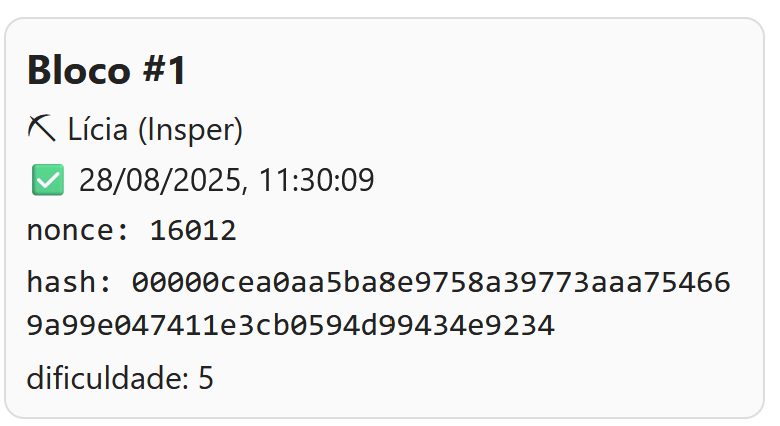 Bloco #1
⛏ Lícia (Insper)
✅ 28/08/2025, 11:30:09
nonce: 16012
hash: 00000cea0aa5ba8e9758a39773aaa75466
9a99e047411e3cb0594d99434e9234
dificuldade: 5